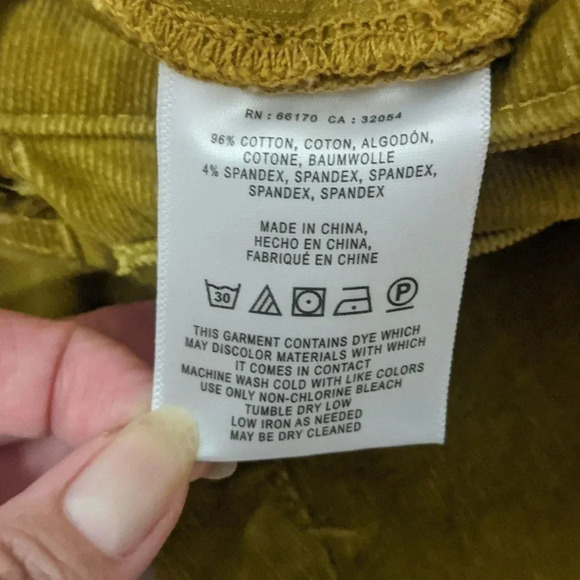 RN : 66170 CA : 32054
96% COTTON, COTON, ALGODÓN,
COTONE, BAUMWOLLE
4% SPANDEX, SPANDEX, SPANDEX,
SPANDEX, SPANDEX
MADE IN CHINA,
HECHO EN CHINA,
FABRIQUÉ EN CHINE
30 P
THIS GARMENT CONTAINS DYE WHICH
MAY DISCOLOR MATERIALS WITH WHICH
IT COMES IN CONTACT
MACHINE WASH COLD WITH LIKE COLORS
USE ONLY NON-CHLORINE BLEACH
TUMBLE DRY LOW
LOW IRON AS NEEDED
MAY BE DRY CLEANED